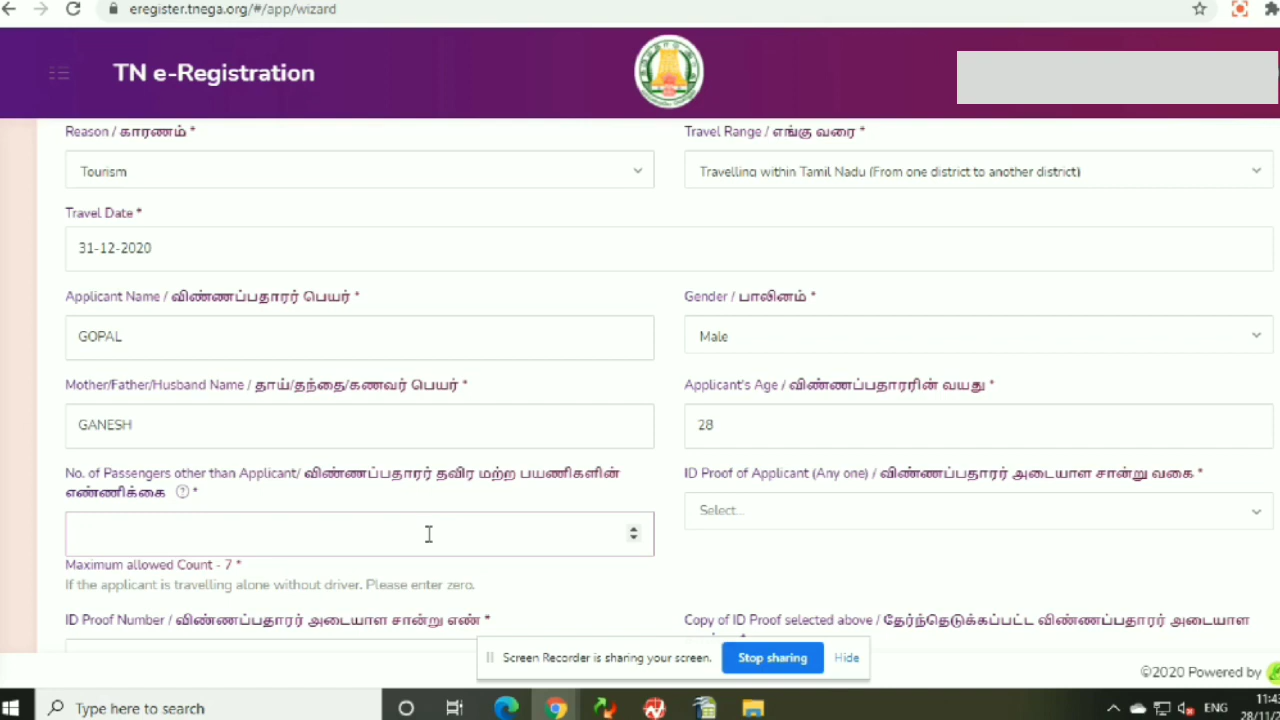 eregister.tnega.org/#/app/wizard
TN e-Registration
Reason / காரணம் *
Travel Range / எங்கு வரை *
Tourism
Travelling within Tamil Nadu (From one district to another district)
Travel Date *
31-12-2020
Applicant Name / விண்ணப்பதாரர் பெயர் *
Gender / பாலினம் *
GOPAL
Male
Mother/Father/Husband Name / தாய்/தந்தை/கணவர் பெயர் *
Applicant's Age / விண்ணப்பதாரரின் வயது *
GANESH
28
No. of Passengers other than Applicant/ விண்ணப்பதாரர் தவிர மற்ற பயணிகளின்
எண்ணிக்கை ? *
ID Proof of Applicant (Any one) / விண்ணப்பதாரர் அடையாள சான்று வகை *
Select...
Maximum allowed Count - 7 *
If the applicant is travelling alone without driver. Please enter zero.
ID Proof Number / விண்ணப்பதாரர் அடையாள சான்று எண் *
Copy of ID Proof selected above / தேர்ந்தெடுக்கப்பட்ட விண்ணப்பதாரர் அடையாள
Screen Recorder is sharing your screen.
Stop sharing
Hide
©2020 Powered by
Type here to search
ENG